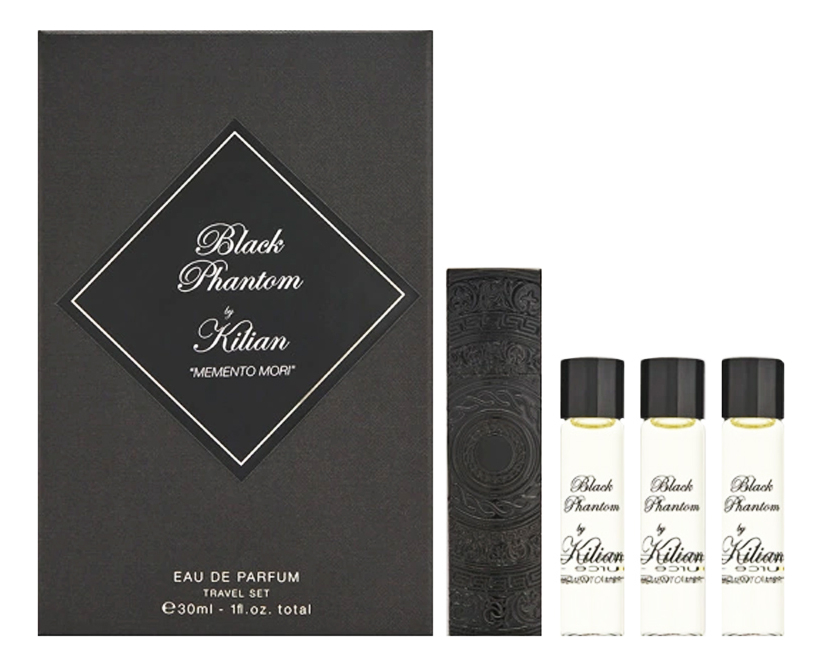 Black
Phantom
by
Kilian
"MEMENTO MORI"
EAU DE PARFUM
TRAVEL SET
℮30ml - 1fl.oz. total
Black
Phantom
by
Kilian
Black
Phantom
by
Kilian
Black
Phantom
by
Kilian